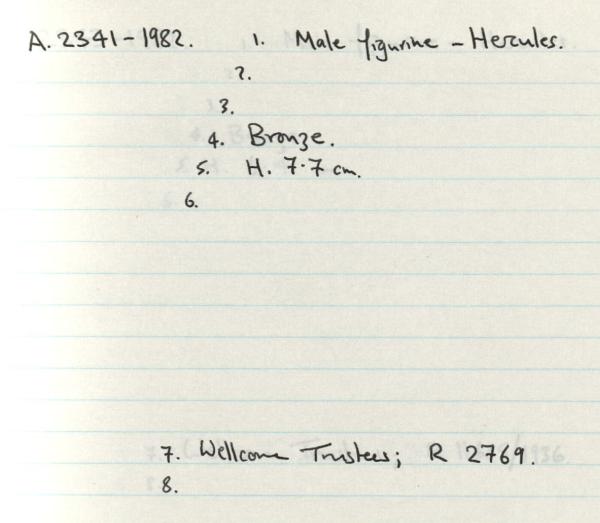 A. 2341-1982. 1. Male figurine - Hercules.
2.
3.
4. Bronze.
5. H. 7.7 cm.
6.
7. Wellcome Trustees; R 2769.
8.